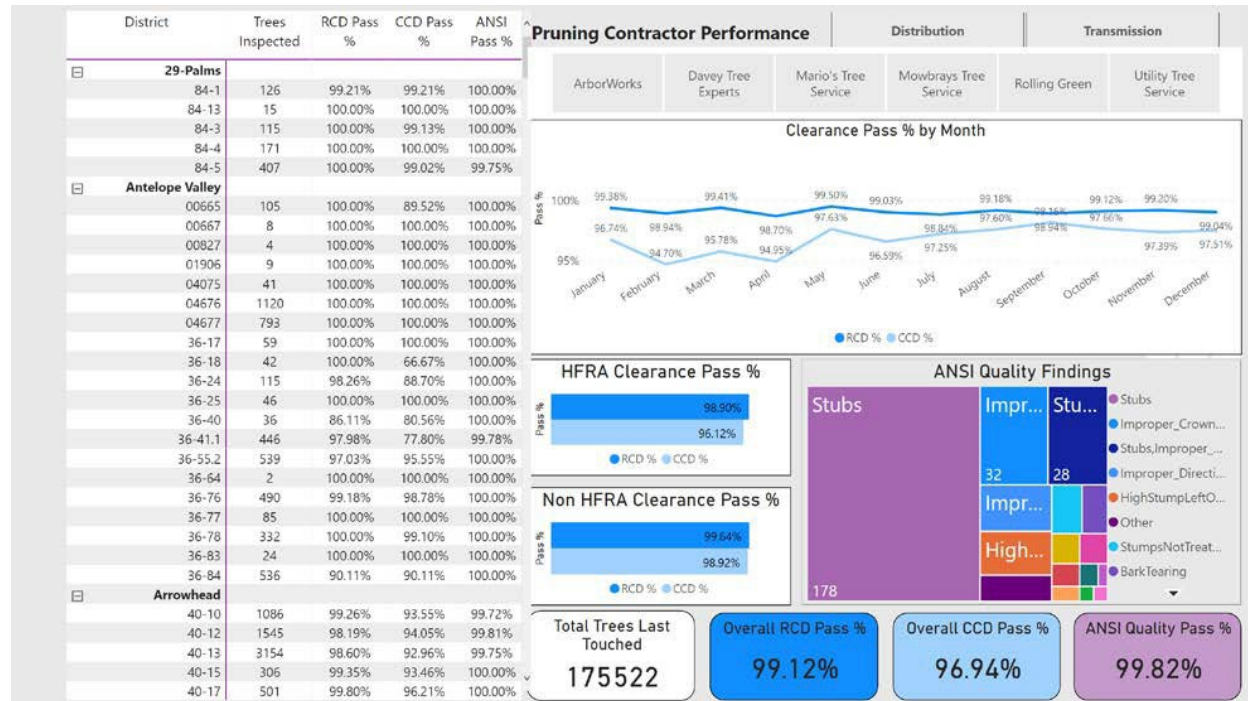 District Trees Inspected RCD Pass % CCD Pass % ANSI Pass %
29-Palms
84-1 126 99.21% 99.21% 100.00%
84-13 15 100.00% 100.00% 100.00%
84-3 115 100.00% 99.13% 100.00%
84-4 171 100.00% 100.00% 100.00%
84-5 407 100.00% 99.02% 99.75%
Antelope Valley
00665 105 100.00% 89.52% 100.00%
00667 8 100.00% 100.00% 100.00%
00827 4 100.00% 100.00% 100.00%
01906 9 100.00% 100.00% 100.00%
04075 41 100.00% 100.00% 100.00%
04676 1120 100.00% 100.00% 100.00%
04677 793 100.00% 100.00% 100.00%
36-17 59 100.00% 100.00% 100.00%
36-18 42 100.00% 66.67% 100.00%
36-24 115 98.26% 88.70% 100.00%
36-25 46 100.00% 100.00% 100.00%
36-40 36 86.11% 80.56% 100.00%
36-41.1 446 97.98% 77.80% 99.78%
36-55.2 539 97.03% 95.55% 100.00%
36-64 2 100.00% 100.00% 100.00%
36-76 490 99.18% 98.78% 100.00%
36-77 85 100.00% 100.00% 100.00%
36-78 332 100.00% 99.10% 100.00%
36-83 24 100.00% 100.00% 100.00%
36-84 536 90.11% 90.11% 100.00%
Arrowhead
40-10 1086 99.26% 93.55% 99.72%
40-12 1545 98.19% 94.05% 99.81%
40-13 3154 98.60% 92.96% 99.75%
40-15 306 99.35% 93.46% 100.00%
40-17 501 99.80% 96.21% 100.00%
Pruning Contractor Performance
Distribution
Transmission
ArborWorks
Davey Tree Experts
Mario's Tree Service
Mowbrays Tree Service
Rolling Green
Utility Tree Service
Clearance Pass % by Month
Pass %
100%
95%
99.38% 98.94% 99.41% 98.70% 99.50% 99.03% 98.84% 99.18% 98.94% 99.12% 99.20% 99.04%
96.74% 94.70% 95.78% 94.95% 97.63% 96.59% 97.25% 97.60% 97.66% 97.39% 97.51%
January February March April May June July August September October November December
RCD % CCD %
HFRA Clearance Pass %
Pass %
98.90%
96.12%
RCD % CCD %
Non HFRA Clearance Pass %
Pass %
99.64%
98.92%
RCD % CCD %
ANSI Quality Findings
Stubs
178
Impr...
32
Stu...
28
Impr...
High...
Stubs
Improper_Crown...
Stubs,Improper_...
Improper_Directi...
HighStumpLeftO...
Other
StumpsNotTreat...
BarkTearing
Total Trees Last Touched
175522
Overall RCD Pass %
99.12%
Overall CCD Pass %
96.94%
ANSI Quality Pass %
99.82%